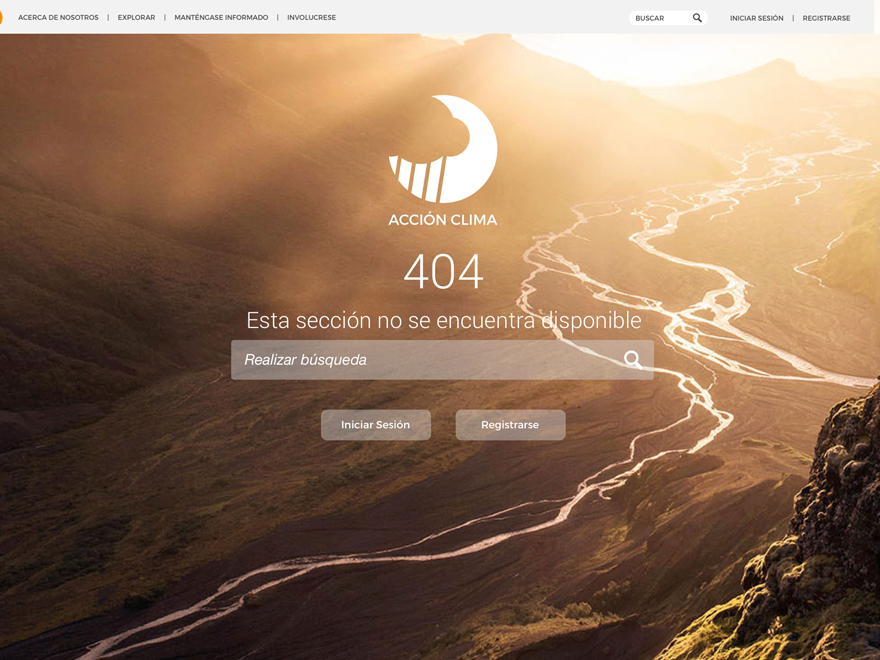 ACERCA DE NOSOTROS | EXPLORAR | MANTÉNGASE INFORMADO | INVOLUCRESE BUSCAR INICIAR SESIÓN | REGISTRARSE
ACCIÓN CLIMA
404
Esta sección no se encuentra disponible
Realizar búsqueda
Iniciar Sesión Registrarse